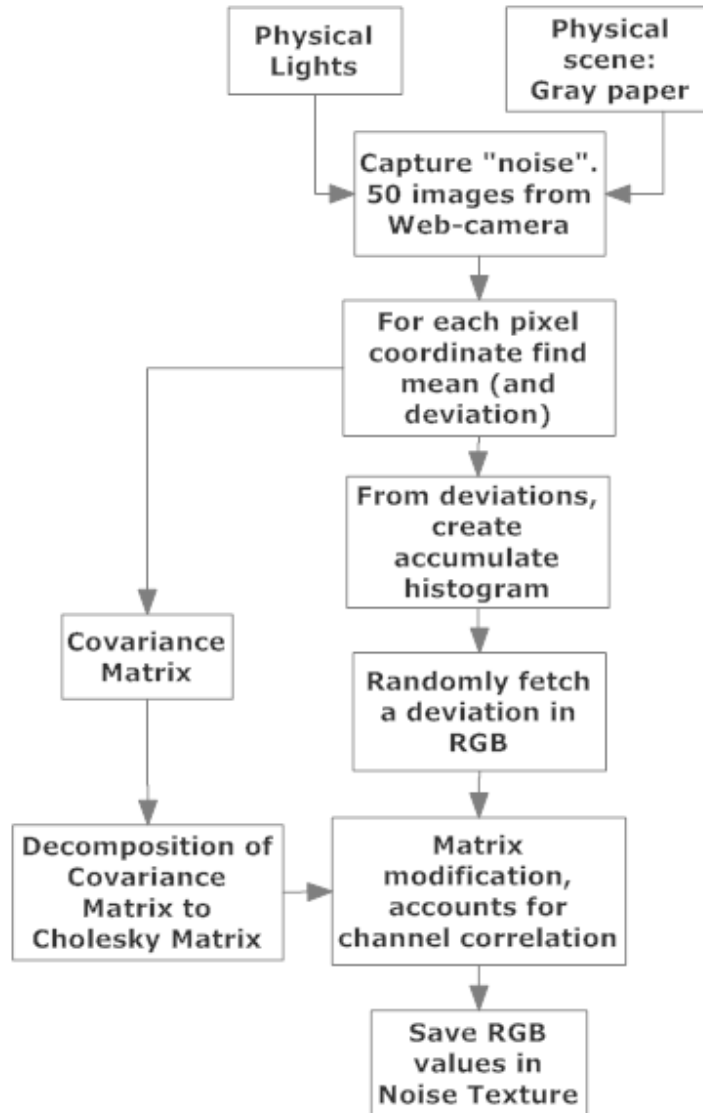 Physical
Lights
Physical
scene:
Gray paper
Capture "noise".
50 images from
Web-camera
For each pixel
coordinate find
mean (and
deviation)
From deviations,
create
accumulate
histogram
Covariance
Matrix
Randomly fetch
a deviation in
RGB
Decomposition of
Covariance
Matrix to
Cholesky Matrix
Matrix
modification,
accounts for
channel correlation
Save RGB
values in
Noise Texture